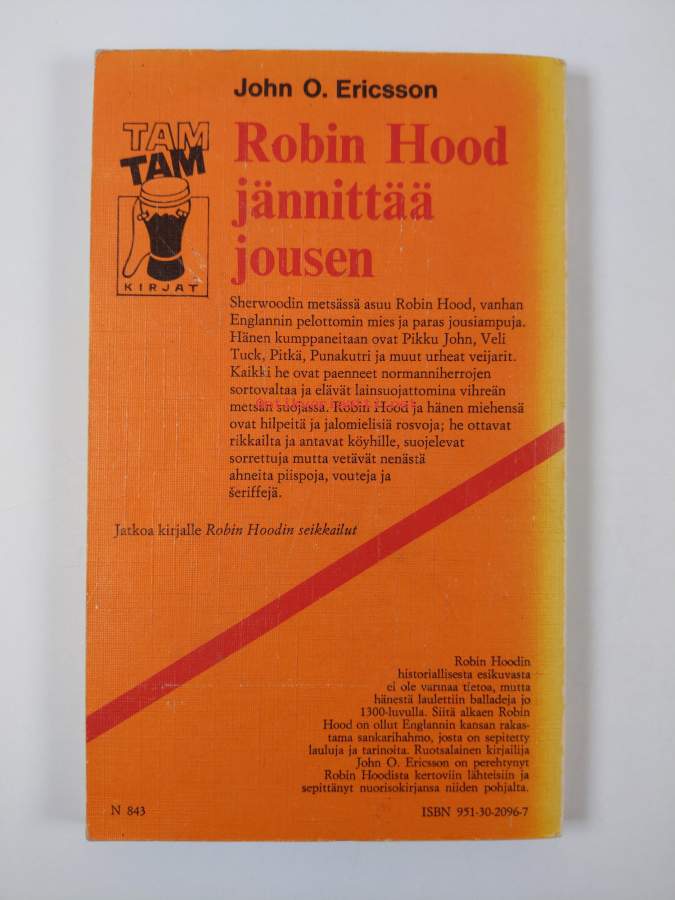 John O. Ericsson
TAM
TAM
KIRJAT
Robin Hood
jännittää
jousen
Sherwoodin metsässä asuu Robin Hood, vanhan
Englannin pelottomin mies ja paras jousiampuja.
Hänen kumppaneitaan ovat Pikku John, Veli
Tuck, Pitkä, Punakutri ja muut urheat veijarit.
Kaikki he ovat paenneet normanniherrojen
sortovaltaa ja elävät lainsuojattomina vihreän
metsän suojassa. Robin Hood ja hänen miehensä
ovat hilpeitä ja jalomielisiä rosvoja; he ottavat
rikkailta ja antavat köyhille, suojelevat
sorrettuja mutta vetävät nenästä
ahneita piispoja, vouteja ja
šeriffejä.
Jatkoa kirjalle Robin Hoodin seikkailut
Robin Hoodin
historiallisesta esikuvasta
ei ole varmaa tietoa, mutta
hänestä laulettiin balladeja jo
1300-luvulla. Siitä alkaen Robin
Hood on ollut Englannin kansan rakas-
tama sankarihahmo, josta on sepitetty
lauluja ja tarinoita. Ruotsalainen kirjailija
John O. Ericsson on perehtynyt
Robin Hoodista kertoviin lähteisiin ja
sepittänyt nuorisokirjansa niiden pohjalta.
N 843
ISBN 951-30-2096-7